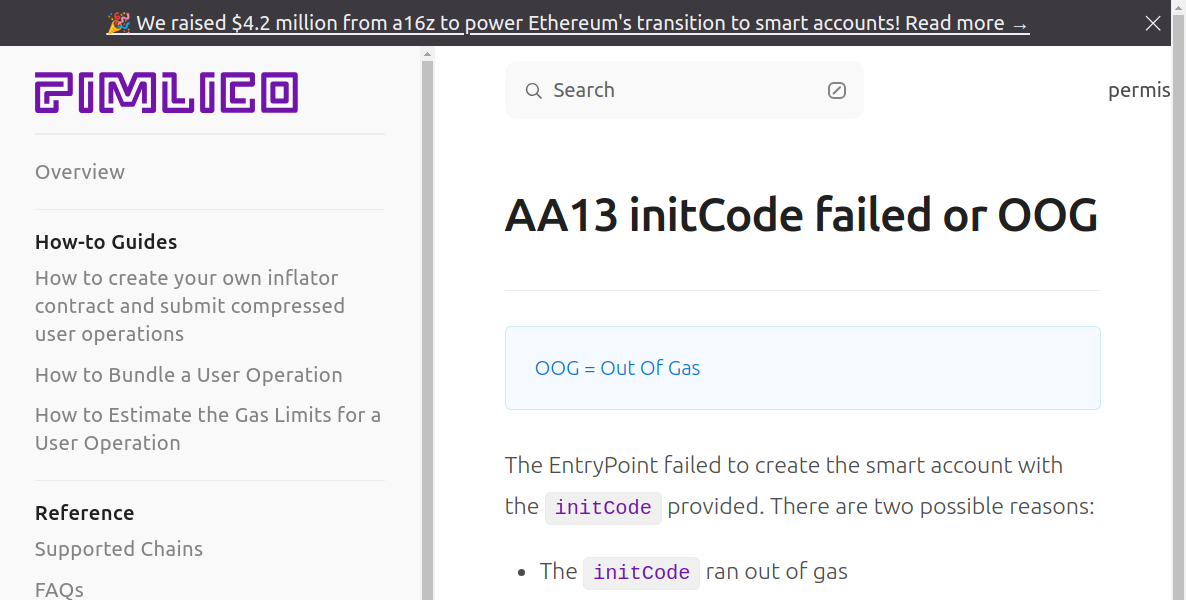 🎉 We raised $4.2 million from a16z to power Ethereum's transition to smart accounts! Read more →
PIMLICO
Search
permis
Overview
How-to Guides
How to create your own inflator
contract and submit compressed
user operations
How to Bundle a User Operation
How to Estimate the Gas Limits for a
User Operation
Reference
Supported Chains
FAQs
AA13 initCode failed or OOG
OOG = Out Of Gas
The EntryPoint failed to create the smart account with
the initCode provided. There are two possible reasons:
• The initCode ran out of gas